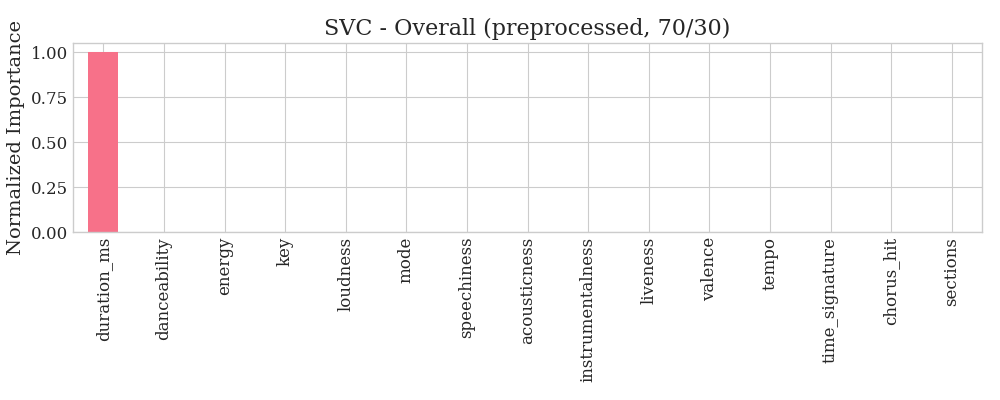 SVC - Overall (preprocessed, 70/30)
Normalized Importance
1.00
0.75
0.50
0.25
0.00
duration_ms
danceability
energy
key
loudness
mode
speechiness
acousticness
instrumentalness
liveness
valence
tempo
time_signature
chorus_hit
sections